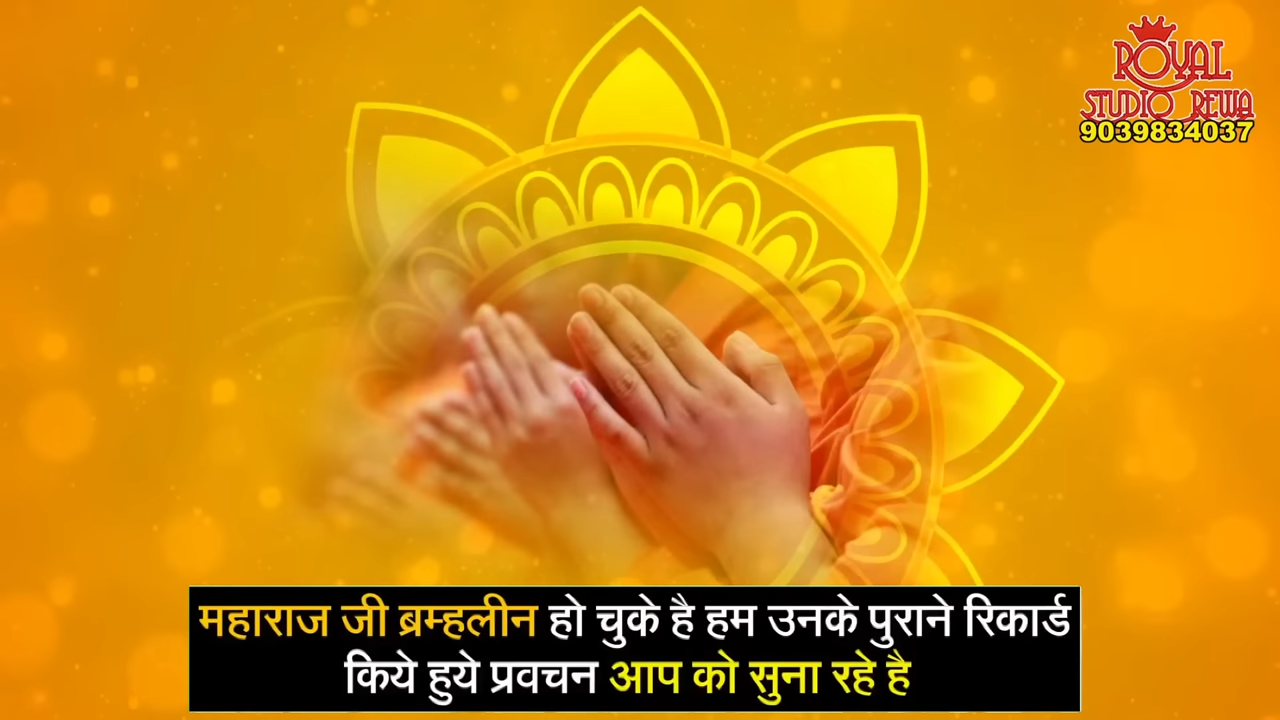 ROYAL
STUDIO REWA
9039834037
महाराज जी ब्रम्हलीन हो चुके है हम उनके पुराने रिकार्ड
किये हुये प्रवचन आप को सुना रहे है